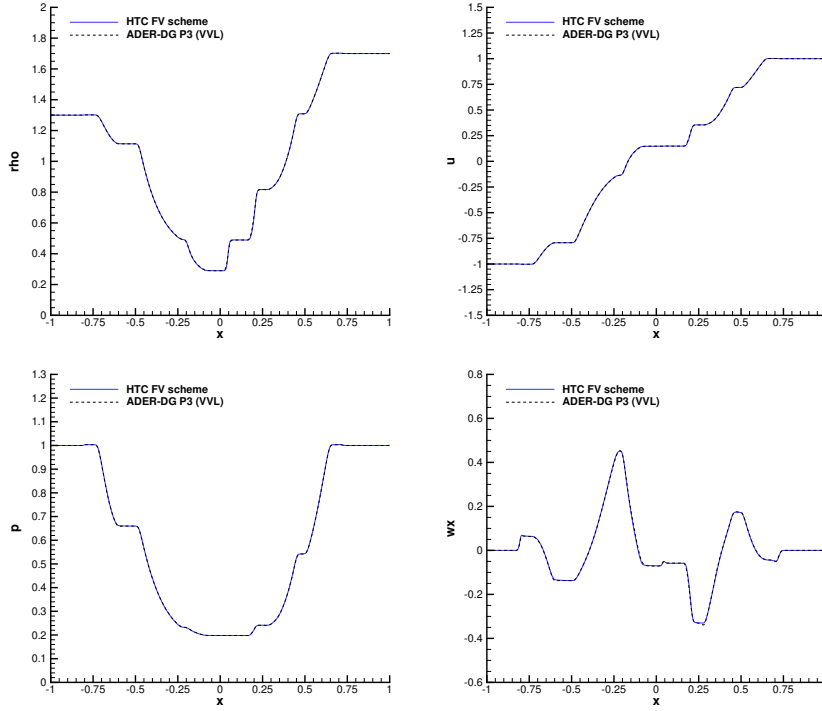 HTC FV scheme
ADER-DG P3 (VVL)
2
1.8
1.6
1.4
1.2
1
0.8
0.6
0.4
0.2
0
rho
-1 -0.75 -0.5 -0.25 0 0.25 0.5 0.75 1
x
HTC FV scheme
ADER-DG P3 (VVL)
1.5
1.25
1
0.75
0.5
0.25
0
-0.25
-0.5
-0.75
-1
-1.25
-1.5
u
-1 -0.75 -0.5 -0.25 0 0.25 0.5 0.75
x
HTC FV scheme
ADER-DG P3 (VVL)
1.3
1.2
1.1
1
0.9
0.8
0.7
0.6
0.5
0.4
0.3
0.2
0.1
0
p
-1 -0.75 -0.5 -0.25 0 0.25 0.5 0.75 1
x
HTC FV scheme
ADER-DG P3 (VVL)
0.8
0.6
0.4
0.2
0
-0.2
-0.4
-0.6
wx
-1 -0.75 -0.5 -0.25 0 0.25 0.5 0.75
x